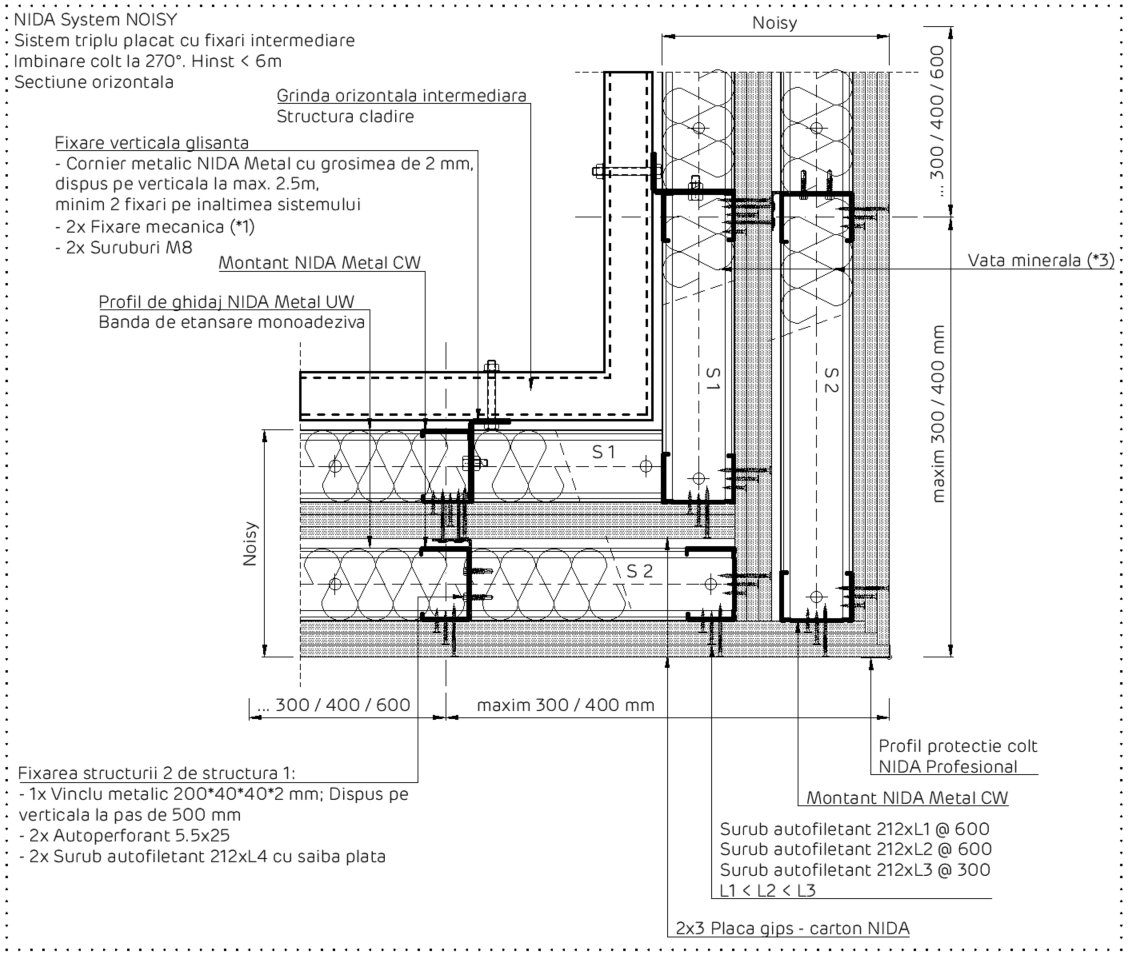 NIDA System NOISY
Sistem triplu placat cu fixari intermediare
Imbinare colt la 270°. Hinst < 6m
Sectiune orizontala
Noisy
... 300 / 400 / 600
Grinda orizontala intermediara
Structura cladire
Fixare verticala glisanta
- Cornier metalic NIDA Metal cu grosimea de 2 mm,
dispus pe verticala la max. 2.5m,
minim 2 fixari pe inaltimea sistemului
- 2x Fixare mecanica (*1)
- 2x Suruburi M8
Montant NIDA Metal CW
Profil de ghidaj NIDA Metal UW
Banda de etansare monoadeziva
Vata minerala (*3)
S 1
S 2
maxim 300 / 400 mm
S 1
Noisy
S 2
... 300 / 400 / 600
maxim 300 / 400 mm
Profil protectie colt
NIDA Profesional
Fixarea structurii 2 de structura 1:
- 1x Vinclu metalic 200*40*40*2 mm; Dispus pe
verticala la pas de 500 mm
- 2x Autoperforant 5.5x25
- 2x Surub autofiletant 212xL4 cu saiba plata
Montant NIDA Metal CW
Surub autofiletant 212xL1 @ 600
Surub autofiletant 212xL2 @ 600
Surub autofiletant 212xL3 @ 300
L1 < L2 < L3
2x3 Placa gips - carton NIDA